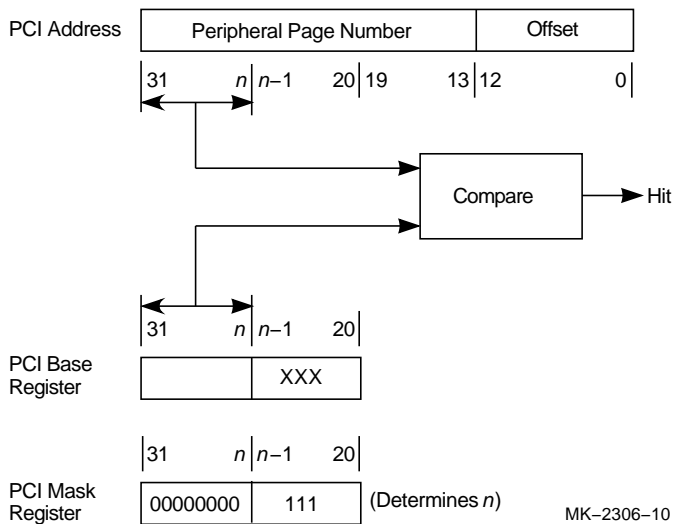 PCI Address
Peripheral Page Number
Offset
31 n n–1 20 19 13 12 0
Compare
Hit
31 n n–1 20
PCI Base
Register
XXX
31 n n–1 20
PCI Mask
Register
00000000
111
(Determines n)
MK–2306–10